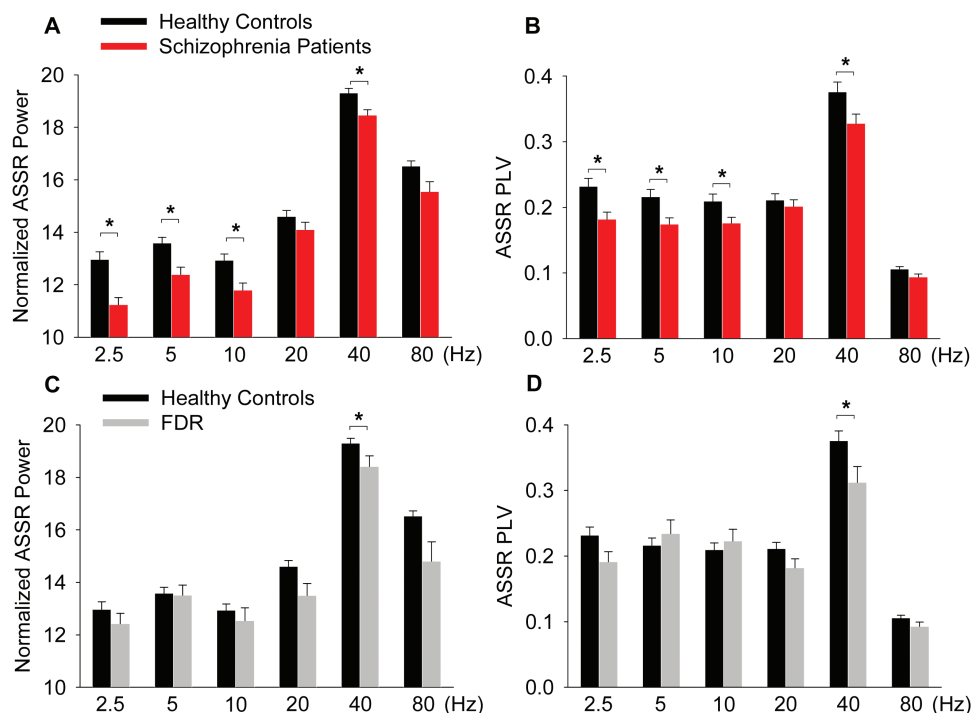 A
Healthy Controls
Schizophrenia Patients
Normalized ASSR Power
20
18
16
14
12
10
*
*
*
*
2.5 5 10 20 40 80 (Hz)
B
ASSR PLV
0.4
0.3
0.2
0.1
0.0
*
*
*
*
2.5 5 10 20 40 80 (Hz)
C
Healthy Controls
FDR
Normalized ASSR Power
20
18
16
14
12
10
*
2.5 5 10 20 40 80 (Hz)
D
ASSR PLV
0.4
0.3
0.2
0.1
0.0
*
2.5 5 10 20 40 80 (Hz)